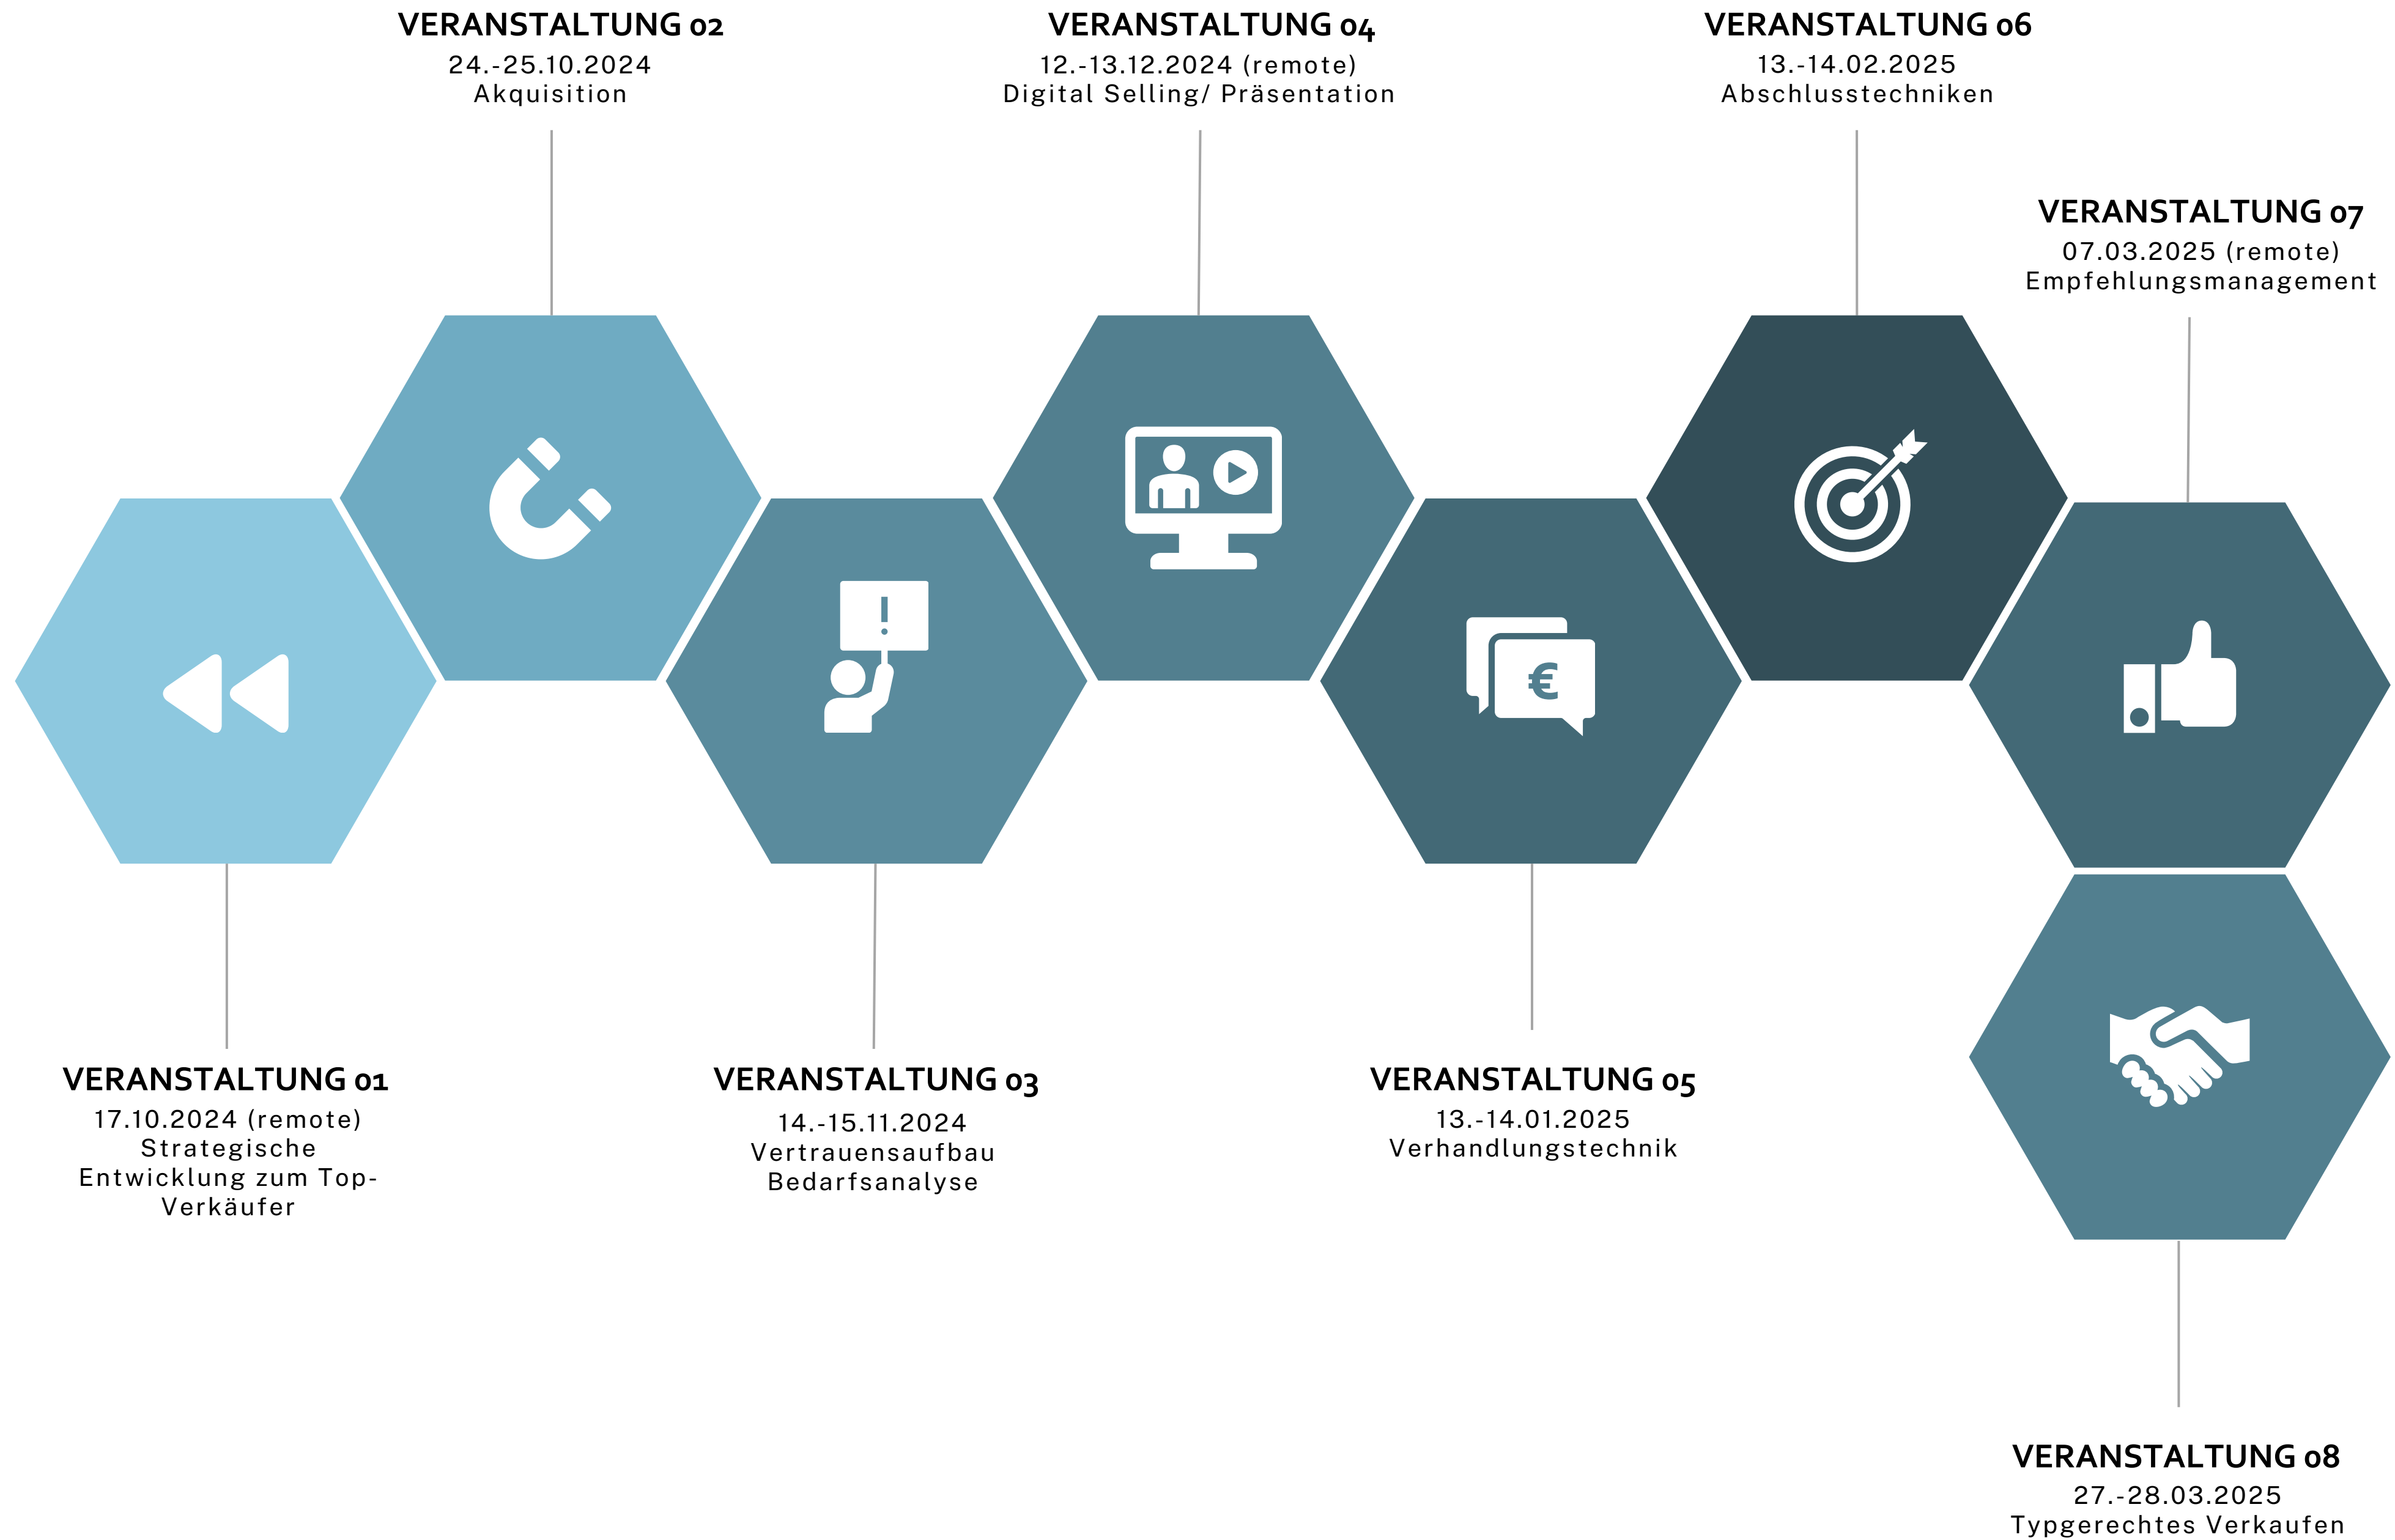 VERANSTALTUNG 01
17.10.2024 (remote)
Strategische
Entwicklung zum Top-
Verkäufer
VERANSTALTUNG 02
24.-25.10.2024
Akquisition
VERANSTALTUNG 03
14.-15.11.2024
Vertrauensaufbau
Bedarfsanalyse
VERANSTALTUNG 04
12.-13.12.2024 (remote)
Digital Selling/ Präsentation
VERANSTALTUNG 05
13.-14.01.2025
Verhandlungstechnik
VERANSTALTUNG 06
13.-14.02.2025
Abschlusstechniken
VERANSTALTUNG 07
07.03.2025 (remote)
Empfehlungsmanagement
VERANSTALTUNG 08
27.-28.03.2025
Typgerechtes Verkaufen
!
€